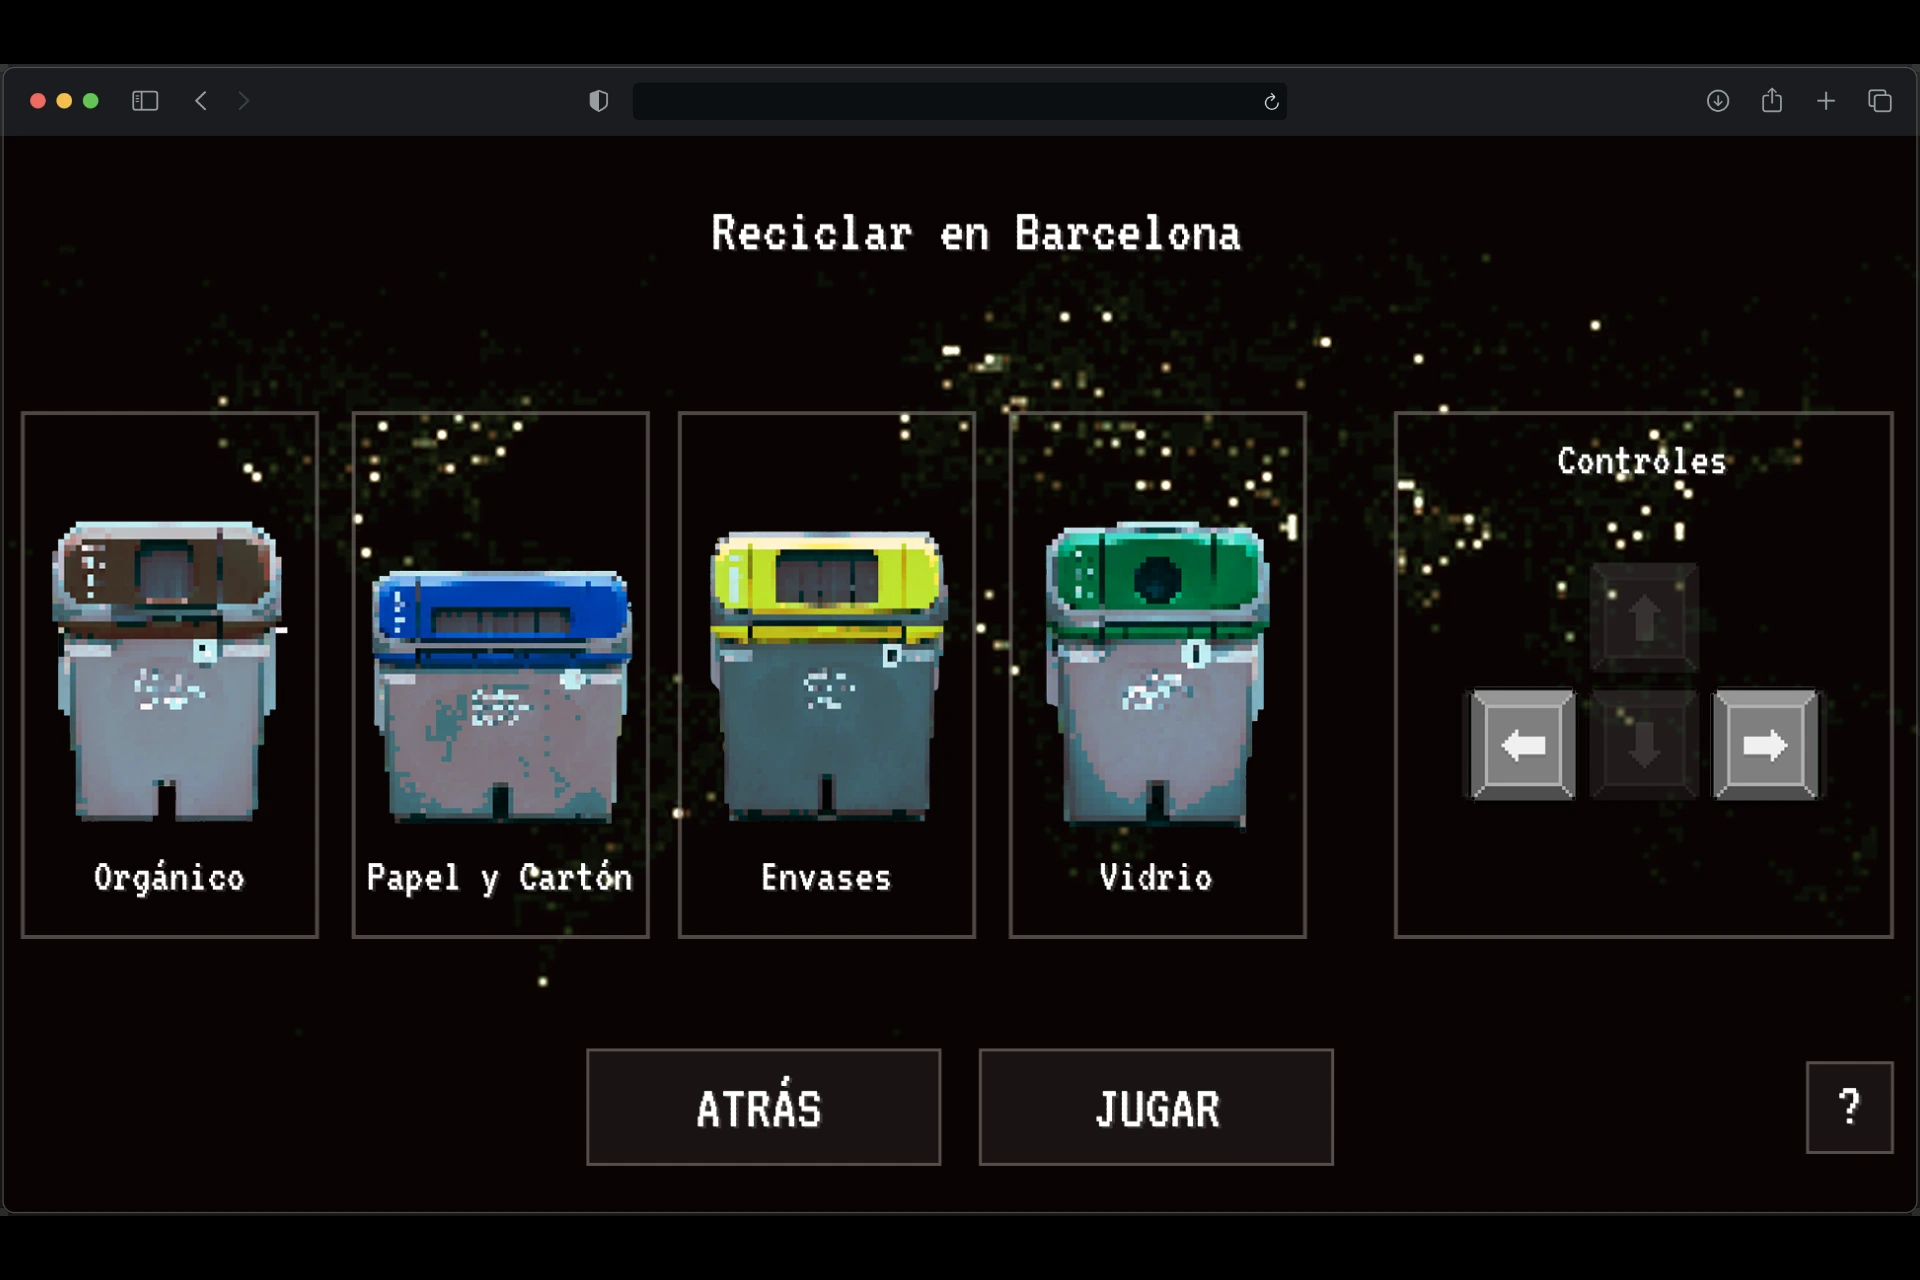 Reciclar en Barcelona
Orgánico
Papel y Cartón
Envases
Vidrio
Controles
ATRÁS
JUGAR
?